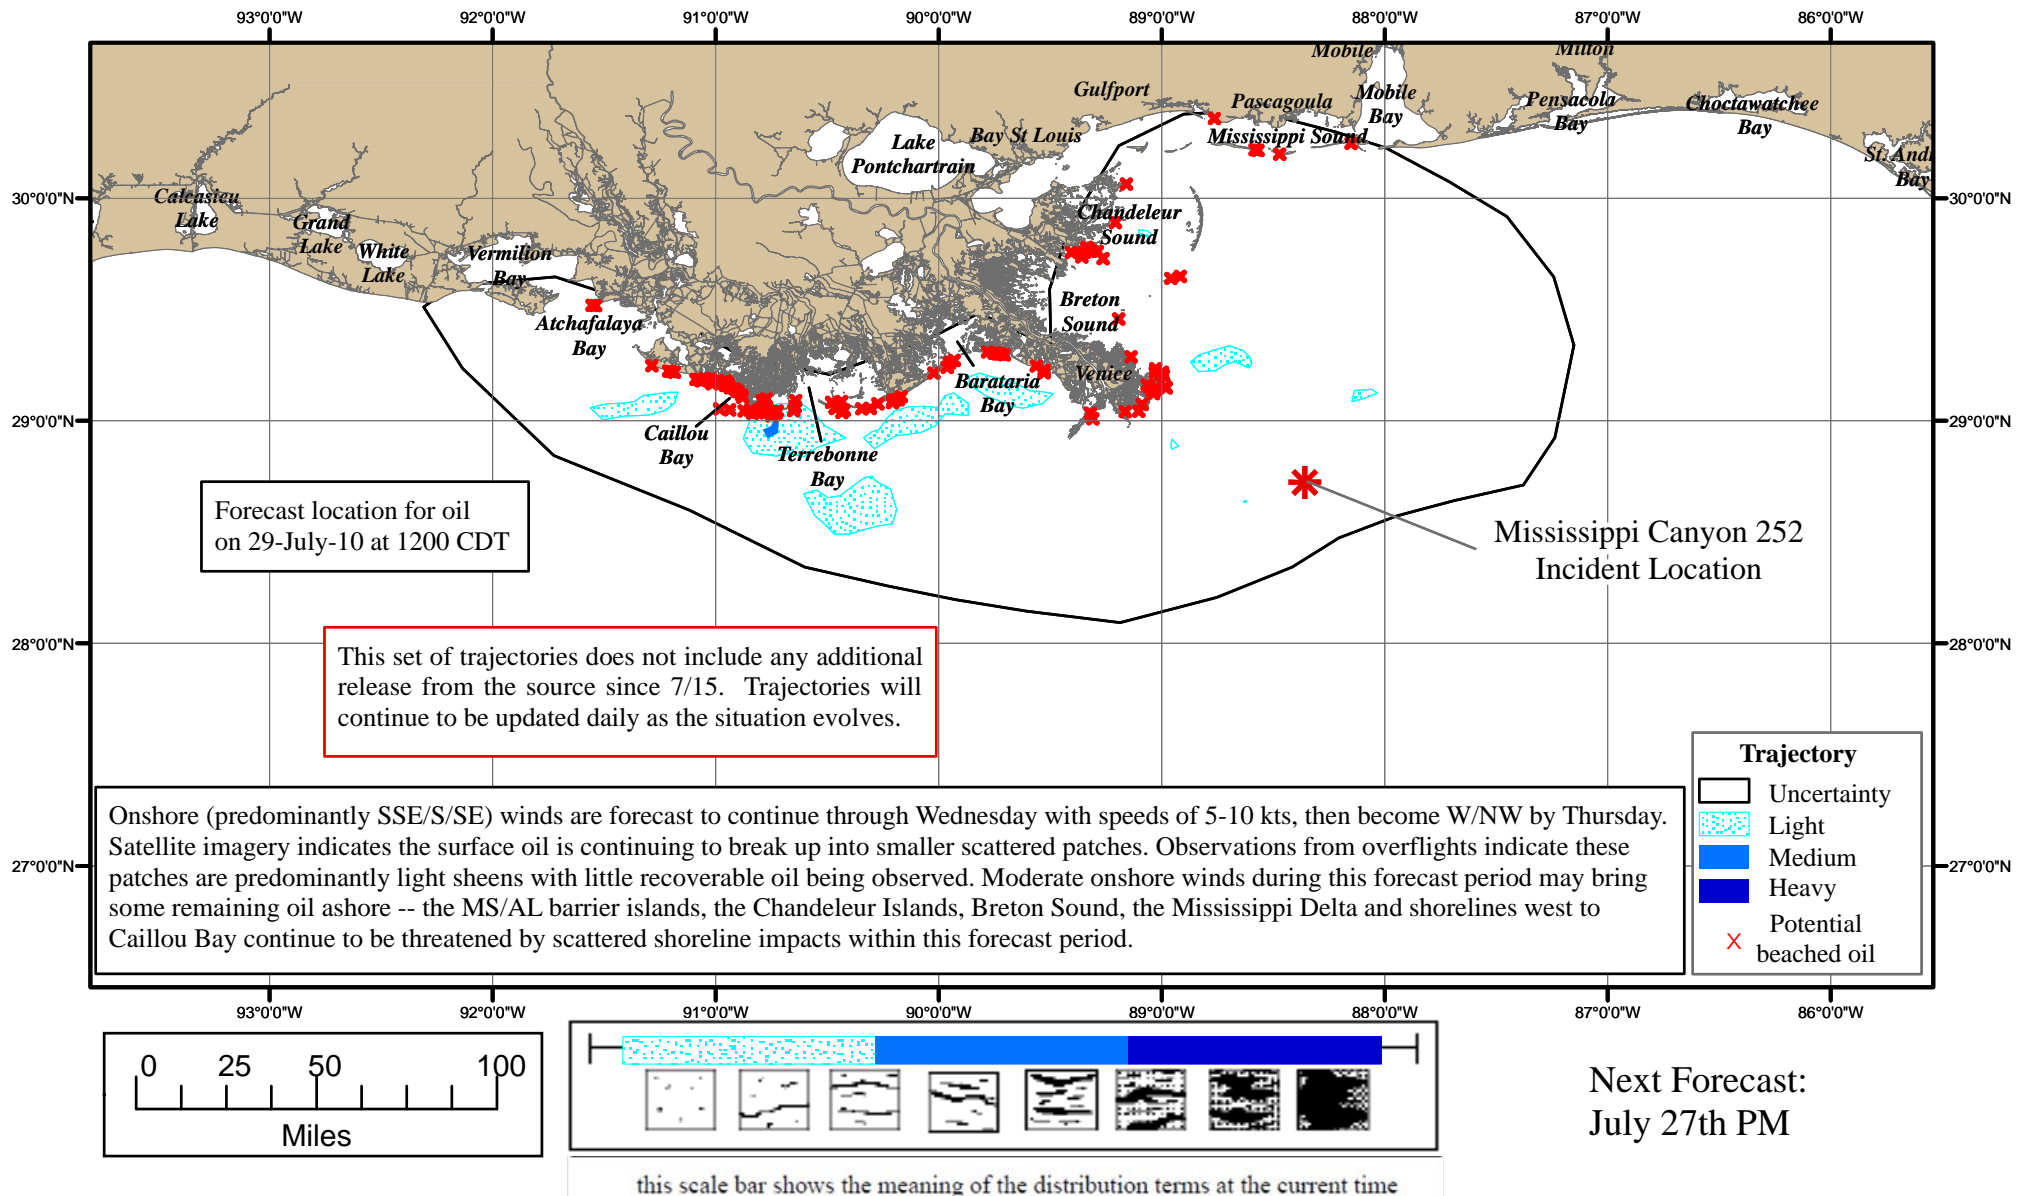 93°0'0"W 92°0'0"W 91°0'0"W 90°0'0"W 89°0'0"W 88°0'0"W 87°0'0"W 86°0'0"W
Mobile
Milton
Gulfport
Pascagoula
Mobile
Bay
Pensacola
Bay
Choctawatchee
Bay
Lake
Pontchartrain
Bay St Louis
Mississippi Sound
St. Andr
Bay
30°0'0"N
30°0'0"N
Calcasieu
Lake
Grand
Lake
White
Lake
Vermilion
Bay
Chandeleur
Sound
Breton
Sound
Atchafalaya
Bay
Venice
Barataria
Bay
29°0'0"N
29°0'0"N
Caillou
Bay
Terrebonne
Bay
Forecast location for oil
on 29-July-10 at 1200 CDT
Mississippi Canyon 252
Incident Location
28°0'0"N
28°0'0"N
This set of trajectories does not include any additional
release from the source since 7/15. Trajectories will
continue to be updated daily as the situation evolves.
Trajectory
Uncertainty
Light
Medium
Heavy
Potential
beached oil
27°0'0"N
27°0'0"N
Onshore (predominantly SSE/S/SE) winds are forecast to continue through Wednesday with speeds of 5-10 kts, then become W/NW by Thursday.
Satellite imagery indicates the surface oil is continuing to break up into smaller scattered patches. Observations from overflights indicate these
patches are predominantly light sheens with little recoverable oil being observed. Moderate onshore winds during this forecast period may bring
some remaining oil ashore -- the MS/AL barrier islands, the Chandeleur Islands, Breton Sound, the Mississippi Delta and shorelines west to
Caillou Bay continue to be threatened by scattered shoreline impacts within this forecast period.
93°0'0"W 92°0'0"W 91°0'0"W 90°0'0"W 89°0'0"W 88°0'0"W 87°0'0"W 86°0'0"W
0 25 50 100
Miles
Next Forecast:
July 27th PM
this scale bar shows the meaning of the distribution terms at the current time